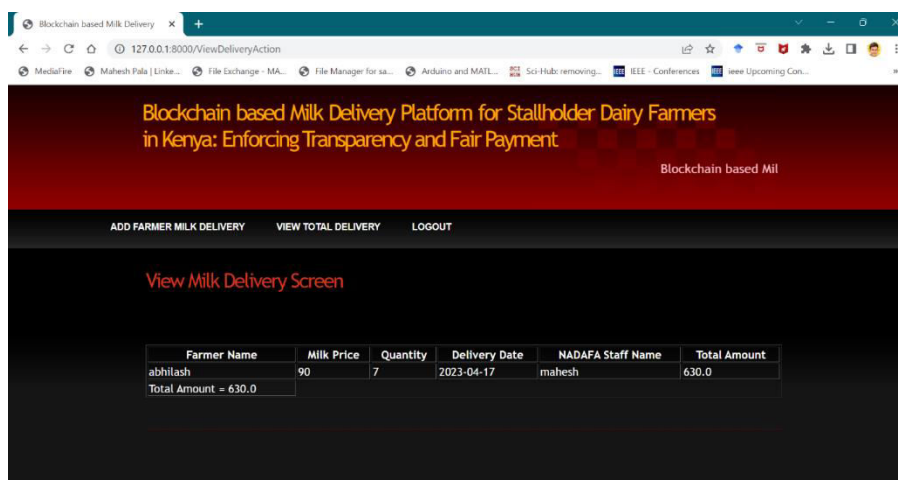 Blockchain based Milk Delivery
127.0.0.1:8000/ViewDeliveryAction
MediaFire Mahesh Pala | Linke... File Exchange - MA... File Manager for sa... Arduino and MATL... Sci-Hub: removing... IEEE - Conferences ieee Upcoming Con...
Blockchain based Milk Delivery Platform for Stallholder Dairy Farmers
in Kenya: Enforcing Transparency and Fair Payment
Blockchain based Mil
ADD FARMER MILK DELIVERY VIEW TOTAL DELIVERY LOGOUT
View Milk Delivery Screen
Farmer Name Milk Price Quantity Delivery Date NADAFA Staff Name Total Amount
abhilash 90 7 2023-04-17 mahesh 630.0
Total Amount = 630.0